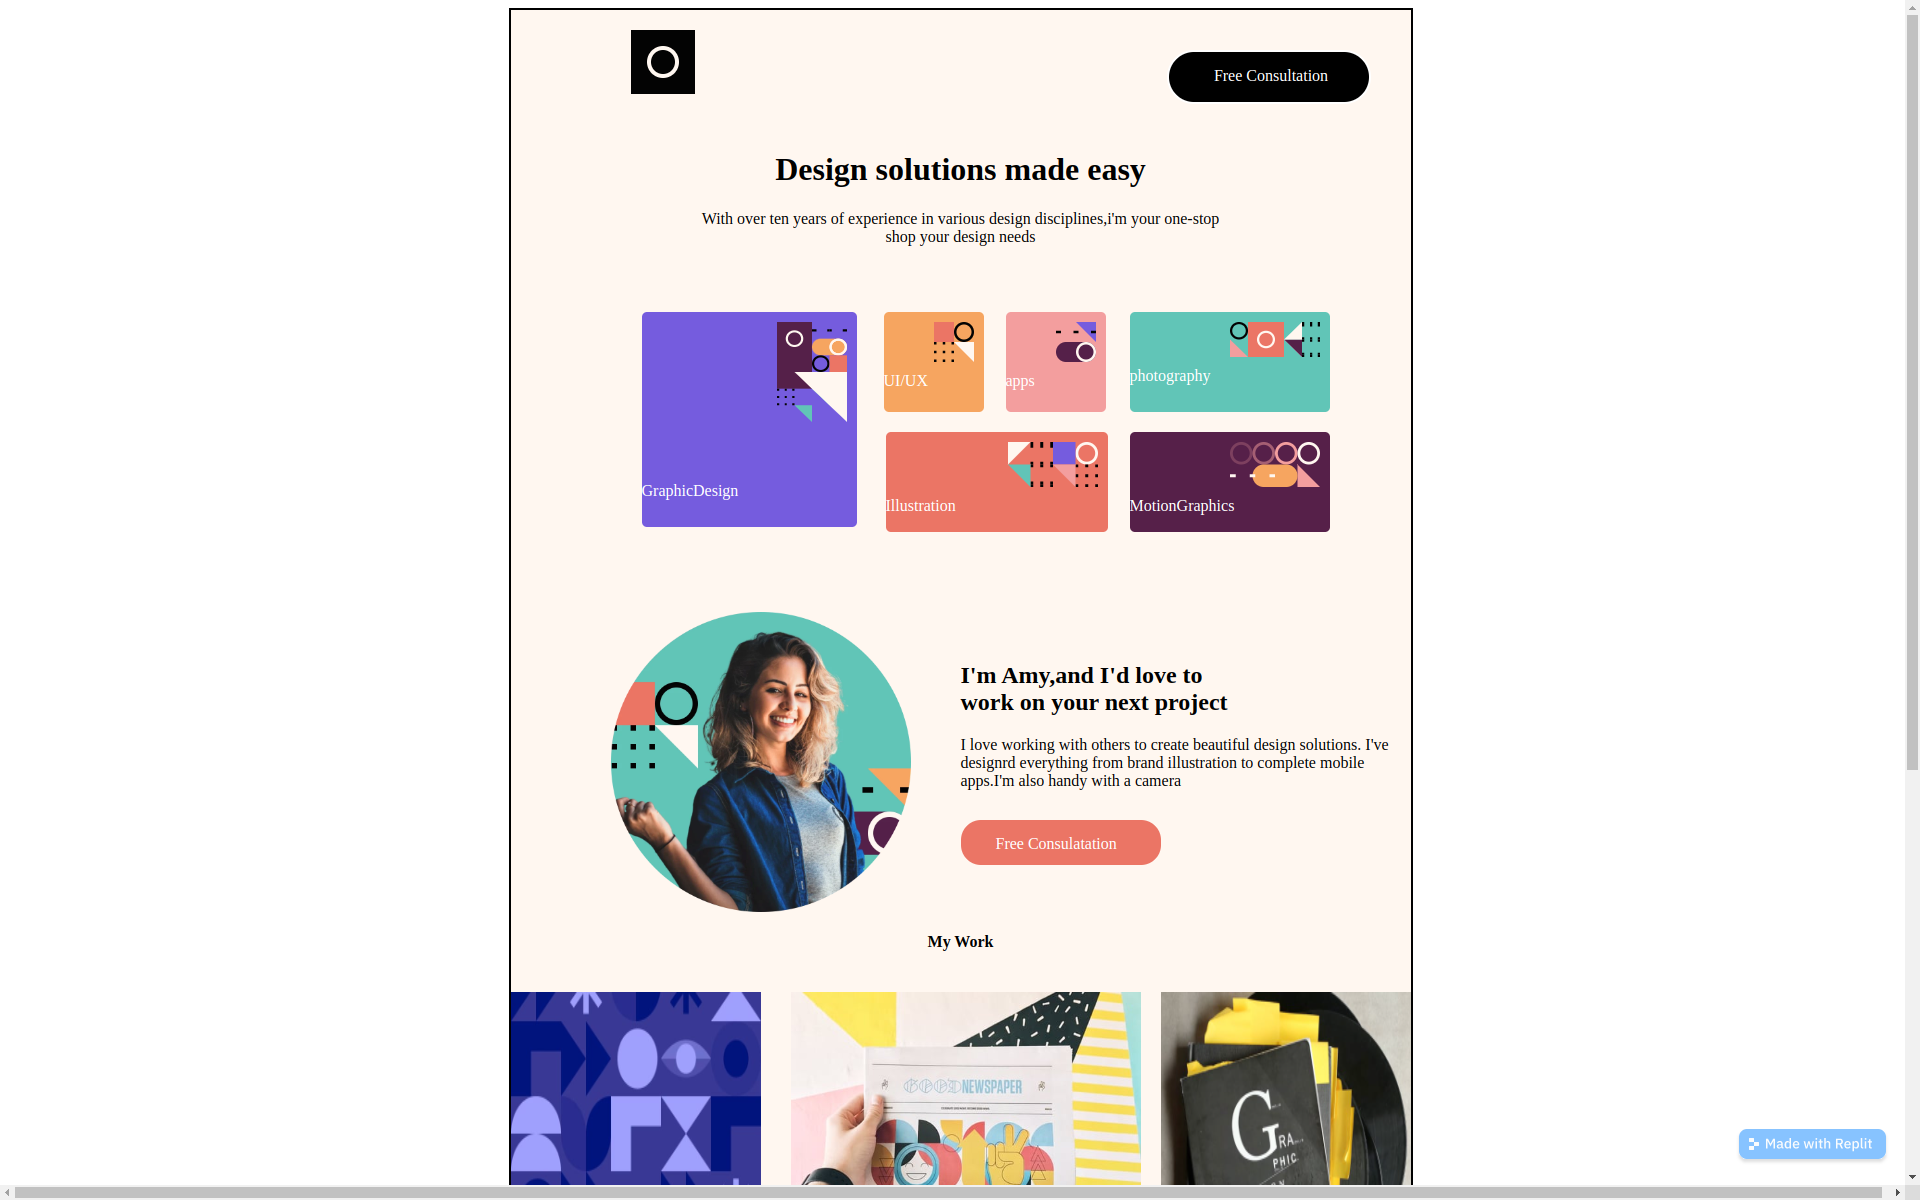 Free Consultation
Design solutions made easy
With over ten years of experience in various design disciplines,i'm your one-stop
shop your design needs
UI/UX
apps
photography
GraphicDesign
Illustration
MotionGraphics
I'm Amy,and I'd love to
work on your next project
I love working with others to create beautiful design solutions. I've
designrd everything from brand illustration to complete mobile
apps.I'm also handy with a camera
Free Consulatation
My Work
NEWSPAPER
GRA
PHIC
Made with Replit